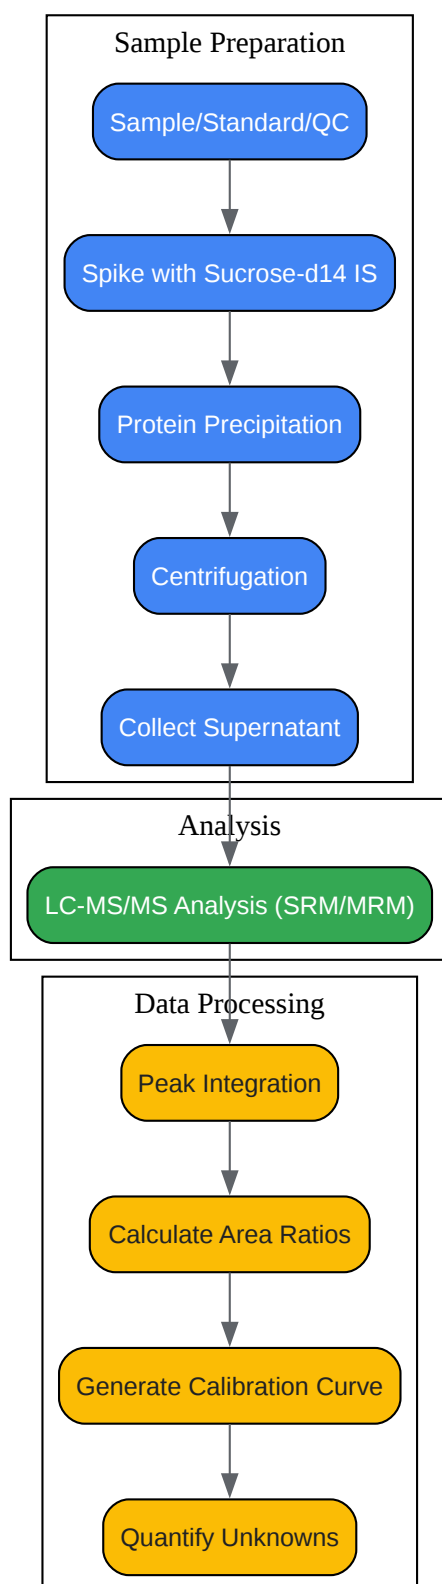 Sample Preparation
Sample/Standard/QC
Spike with Sucrose-d14 IS
Protein Precipitation
Centrifugation
Collect Supernatant
Analysis
LC-MS/MS Analysis (SRM/MRM)
Data Processing
Peak Integration
Calculate Area Ratios
Generate Calibration Curve
Quantify Unknowns